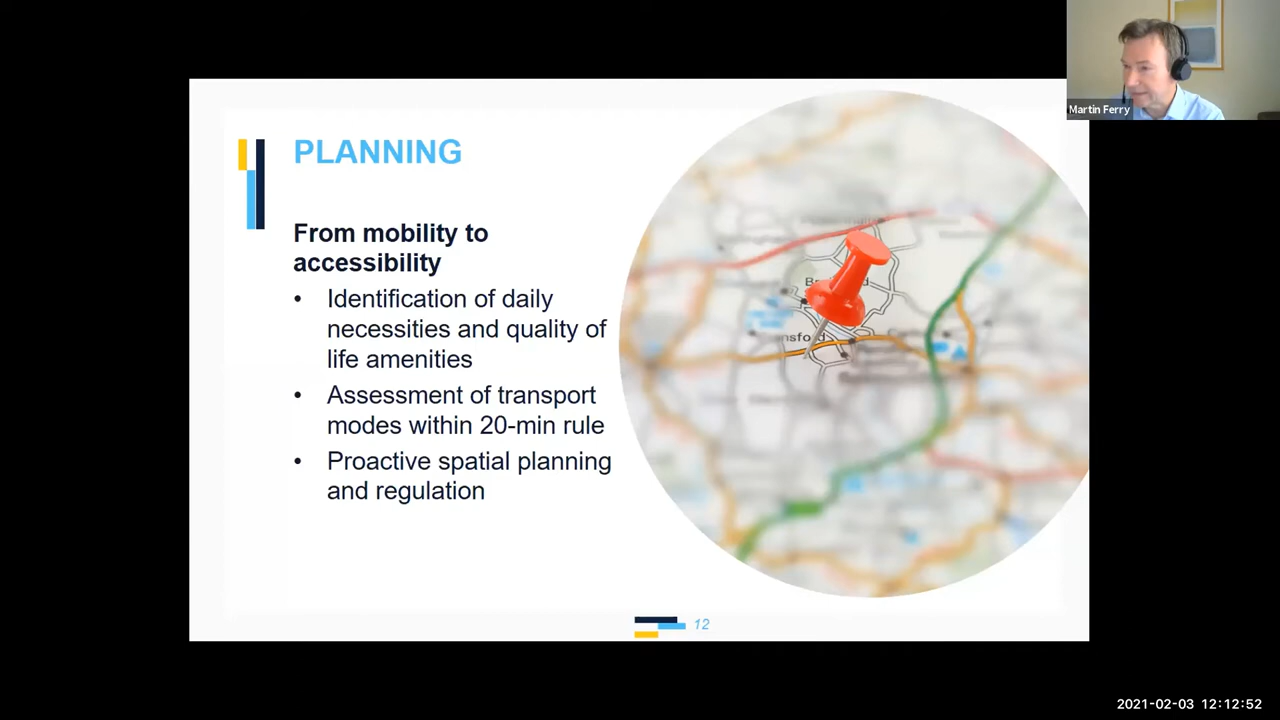 Martin Ferry
PLANNING
From mobility to
accessibility
• Identification of daily
necessities and quality of
life amenities
• Assessment of transport
modes within 20-min rule
• Proactive spatial planning
and regulation
12
2021-02-03 12:12:52